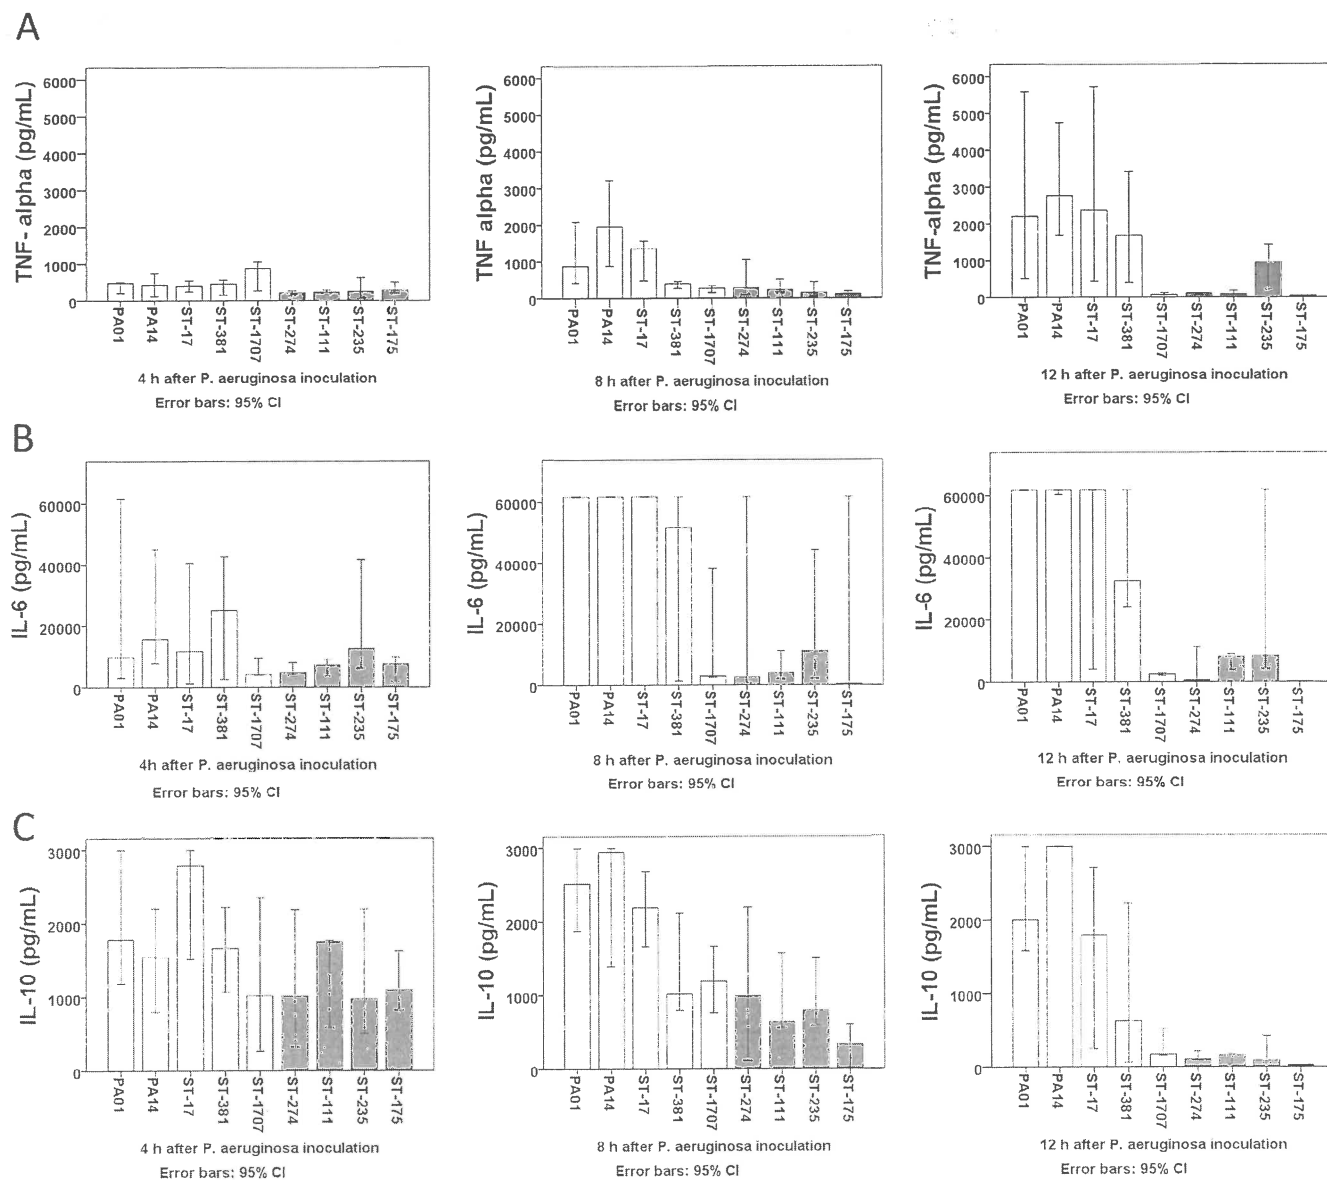 A
TNF- alpha (pg/mL)
6000
5000
4000
3000
2000
1000
0
PA01
PA14
ST-17
ST-381
ST-1707
ST-274
ST-111
ST-235
ST-175
4 h after P. aeruginosa inoculation
Error bars: 95% CI
TNF alpha (pg/mL)
6000
5000
4000
3000
2000
1000
0
PA01
PA14
ST-17
ST-381
ST-1707
ST-274
ST-111
ST-235
ST-175
8 h after P. aeruginosa inoculation
Error bars: 95% CI
TNF-alpha (pg/mL)
6000
5000
4000
3000
2000
1000
0
PA01
PA14
ST-17
ST-381
ST-1707
ST-274
ST-111
ST-235
ST-175
12 h after P. aeruginosa inoculation
Error bars: 95% CI
B
IL-6 (pg/mL)
60000
40000
20000
0
PA01
PA14
ST-17
ST-381
ST-1707
ST-274
ST-111
ST-235
ST-175
4h after P. aeruginosa inoculation
Error bars: 95% CI
IL-6 (pg/mL)
60000
40000
20000
0
PA01
PA14
ST-17
ST-381
ST-1707
ST-274
ST-111
ST-235
ST-175
8 h after P. aeruginosa inoculation
Error bars: 95% CI
IL-6 (pg/mL)
60000
40000
20000
0
PA01
PA14
ST-17
ST-381
ST-1707
ST-274
ST-111
ST-235
ST-175
12 h after P. aeruginosa inoculation
Error bars: 95% CI
C
IL-10 (pg/mL)
3000
2000
1000
0
PA01
PA14
ST-17
ST-381
ST-1707
ST-274
ST-111
ST-235
ST-175
4 h after P. aeruginosa inoculation
Error bars: 95% CI
IL-10 (pg/mL)
3000
2000
1000
0
PA01
PA14
ST-17
ST-381
ST-1707
ST-274
ST-111
ST-235
ST-175
8 h after P. aeruginosa inoculation
Error bars: 95% CI
IL-10 (pg/mL)
3000
2000
1000
0
PA01
PA14
ST-17
ST-381
ST-1707
ST-274
ST-111
ST-235
ST-175
12 h after P. aeruginosa inoculation
Error bars: 95% CI